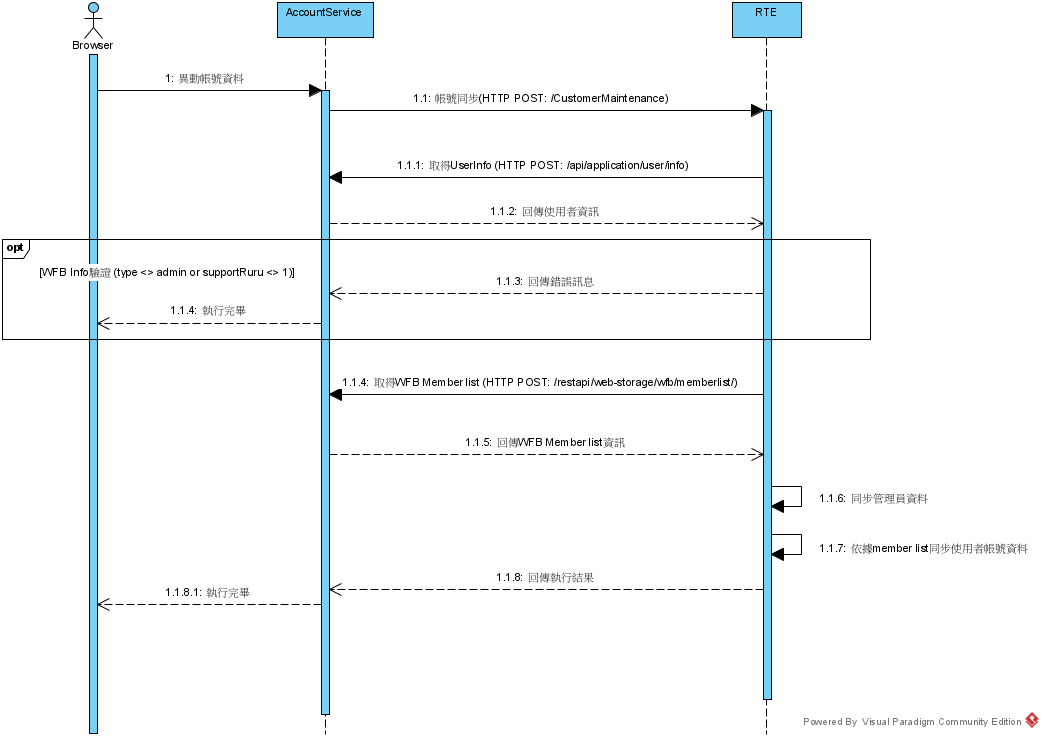 Browser
AccountService
RTE
1: 異動帳號資料
1.1: 帳號同步(HTTP POST: /CustomerMaintenance)
1.1.1: 取得UserInfo (HTTP POST: /api/application/user/info)
1.1.2: 回傳使用者資訊
opt
[WFB Info驗證 (type <> admin or supportRuru <> 1)]
1.1.3: 回傳錯誤訊息
1.1.4: 執行完畢
1.1.4: 取得WFB Member list (HTTP POST: /restapi/web-storage/wfb/memberlist/)
1.1.5: 回傳WFB Member list資訊
1.1.6: 同步管理員資料
1.1.7: 依據member list同步使用者帳號資料
1.1.8: 回傳執行結果
1.1.8.1: 執行完畢
Powered By Visual Paradigm Community Edition